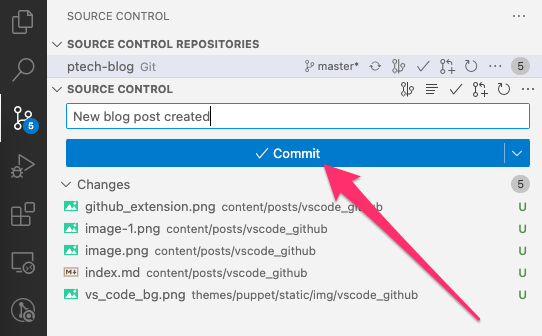 SOURCE CONTROL
SOURCE CONTROL REPOSITORIES
ptech-blog Git master* 5
SOURCE CONTROL
New blog post created
Commit
Changes 5
github_extension.png content/posts/vscode_github U
image-1.png content/posts/vscode_github U
image.png content/posts/vscode_github U
index.md content/posts/vscode_github U
vs_code_bg.png themes/puppet/static/img/vscode_github U
5